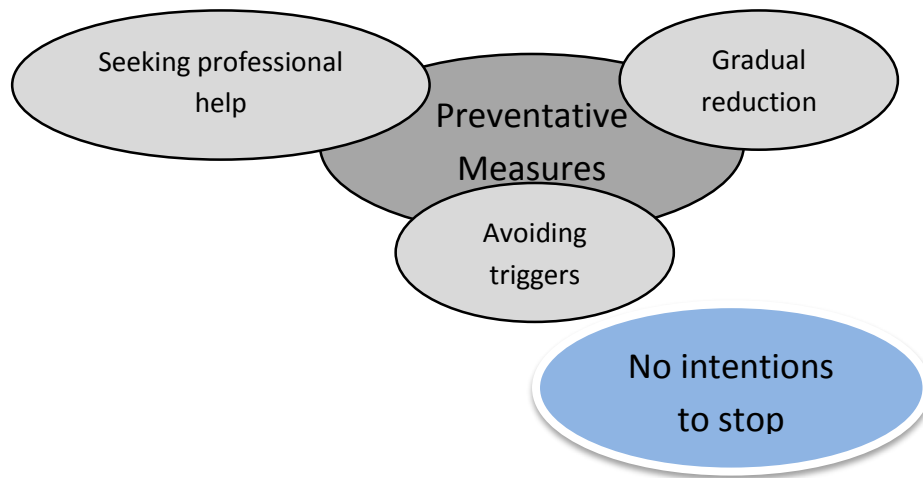 Seeking professional
help
Gradual
reduction
Preventative
Measures
Avoiding
triggers
No intentions
to stop